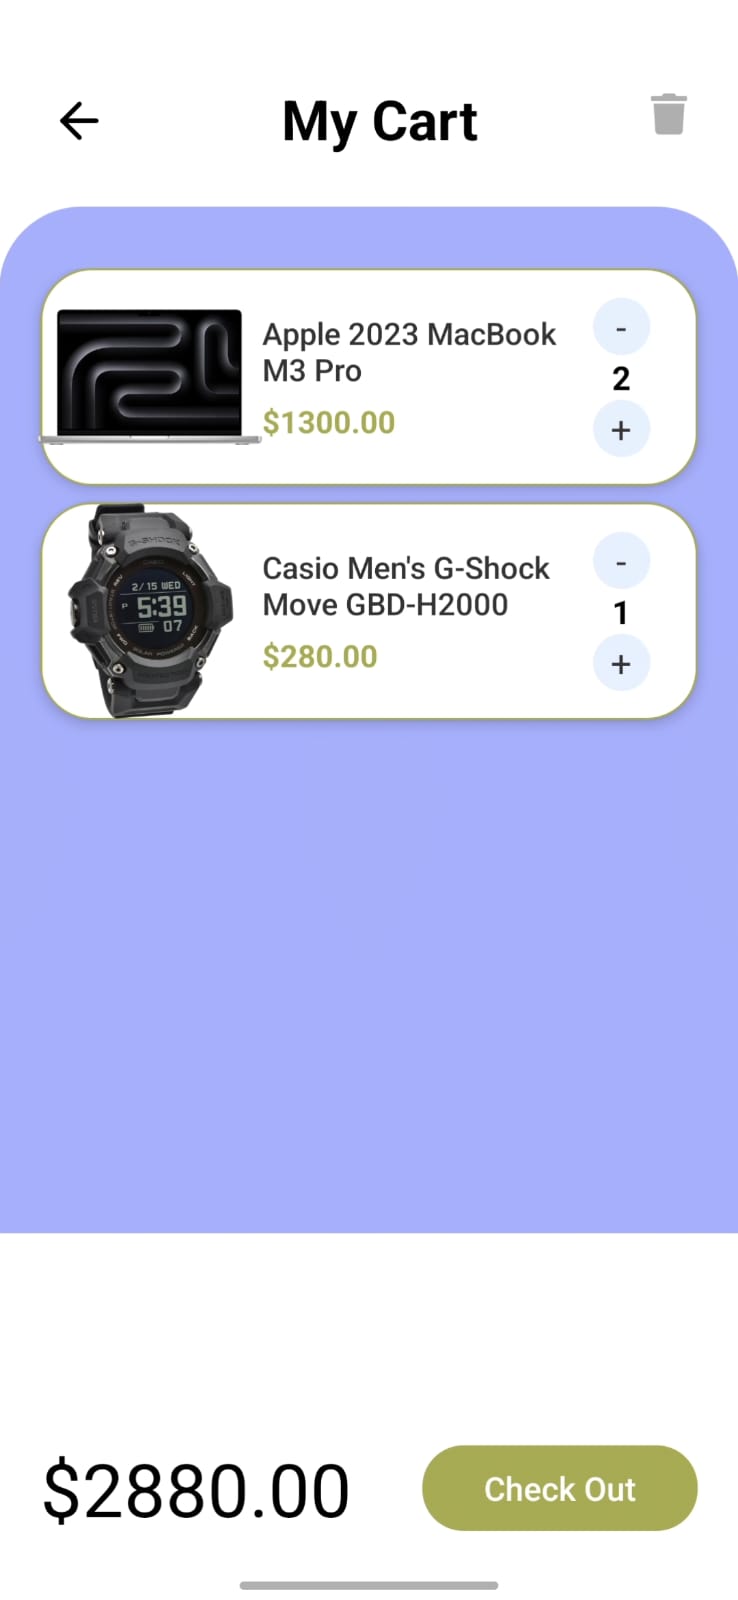 My Cart
Apple 2023 MacBook
M3 Pro
$1300.00
-
2
+
G-SHOCK
CASIO
2/15 WED
P 5:39
07
Casio Men's G-Shock
Move GBD-H2000
$280.00
-
1
+
$2880.00
Check Out